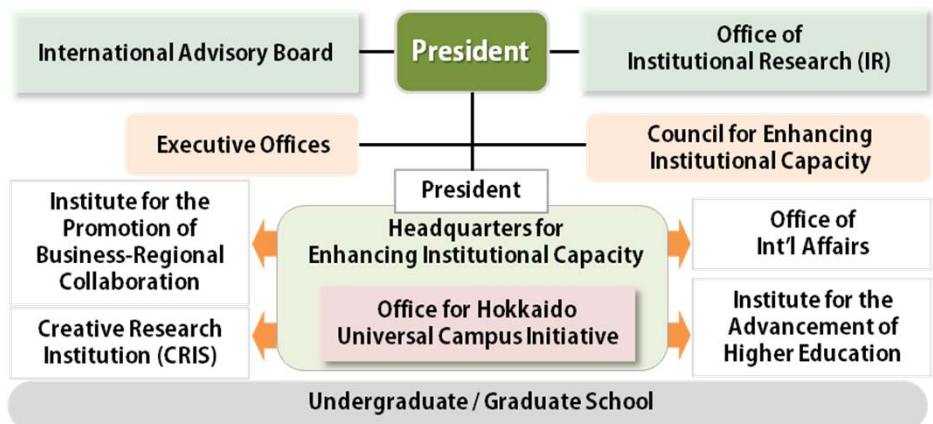 International Advisory Board
President
Office of
Institutional Research (IR)
Executive Offices
Council for Enhancing
Institutional Capacity
President
Institute for the
Promotion of
Business-Regional
Collaboration
Headquarters for
Enhancing Institutional Capacity
Office of
Int'l Affairs
Creative Research
Institution (CRIS)
Office for Hokkaido
Universal Campus Initiative
Institute for the
Advancement of
Higher Education
Undergraduate / Graduate School